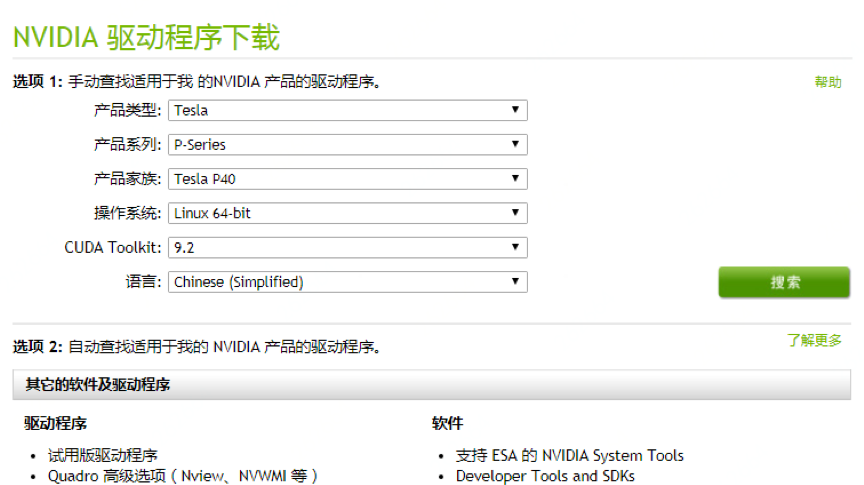 NVIDIA 驱动程序下载
选项 1: 手动查找适用于我 的NVIDIA 产品的驱动程序。
帮助
产品类型: Tesla
产品系列: P-Series
产品家族: Tesla P40
操作系统: Linux 64-bit
CUDA Toolkit: 9.2
语言: Chinese (Simplified)
搜索
选项 2: 自动查找适用于我的 NVIDIA 产品的驱动程序。
了解更多
其它的软件及驱动程序
驱动程序
• 试用版驱动程序
• Quadro 高级选项（Nview、NVWMI 等）
软件
• 支持 ESA 的 NVIDIA System Tools
• Developer Tools and SDKs